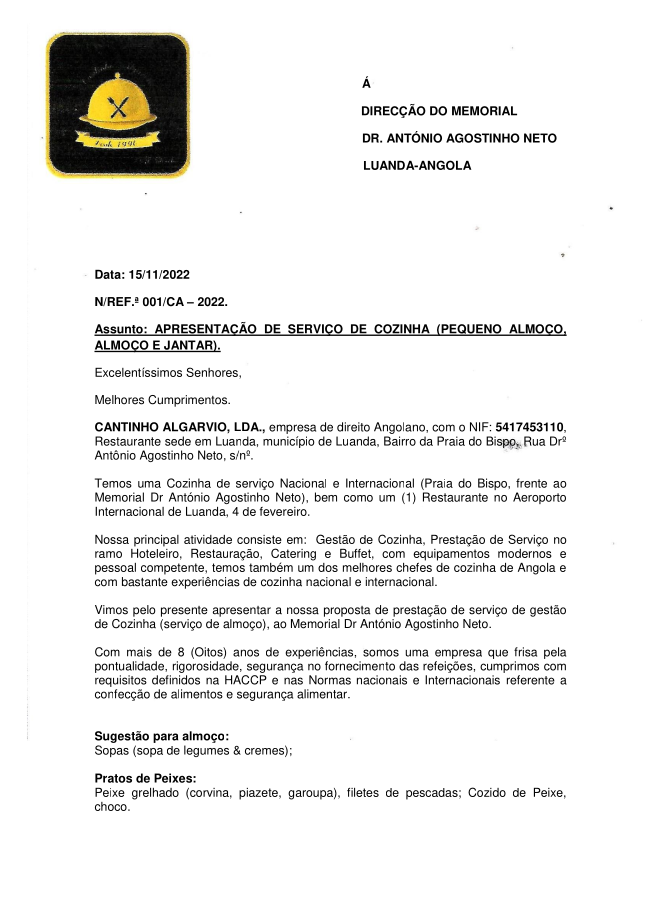 Á
DIRECÇÃO DO MEMORIAL
DR. ANTÓNIO AGOSTINHO NETO
LUANDA-ANGOLA
Data: 15/11/2022
N/REF.ª 001/CA – 2022.
Assunto: APRESENTAÇÃO DE SERVIÇO DE COZINHA (PEQUENO ALMOÇO,
ALMOÇO E JANTAR).
Excelentíssimos Senhores,
Melhores Cumprimentos.
CANTINHO ALGARVIO, LDA., empresa de direito Angolano, com o NIF: 5417453110,
Restaurante sede em Luanda, município de Luanda, Bairro da Praia do Bispo, Rua Drº
Antônio Agostinho Neto, s/nº.
Temos uma Cozinha de serviço Nacional e Internacional (Praia do Bispo, frente ao
Memorial Dr António Agostinho Neto), bem como um (1) Restaurante no Aeroporto
Internacional de Luanda, 4 de fevereiro.
Nossa principal atividade consiste em: Gestão de Cozinha, Prestação de Serviço no
ramo Hoteleiro, Restauração, Catering e Buffet, com equipamentos modernos e
pessoal competente, temos também um dos melhores chefes de cozinha de Angola e
com bastante experiências de cozinha nacional e internacional.
Vimos pelo presente apresentar a nossa proposta de prestação de serviço de gestão
de Cozinha (serviço de almoço), ao Memorial Dr António Agostinho Neto.
Com mais de 8 (Oitos) anos de experiências, somos uma empresa que frisa pela
pontualidade, rigorosidade, segurança no fornecimento das refeições, cumprimos com
requisitos definidos na HACCP e nas Normas nacionais e Internacionais referente a
confecção de alimentos e segurança alimentar.
Sugestão para almoço:
Sopas (sopa de legumes & cremes);
Pratos de Peixes:
Peixe grelhado (corvina, piazete, garoupa), filetes de pescadas; Cozido de Peixe,
choco.